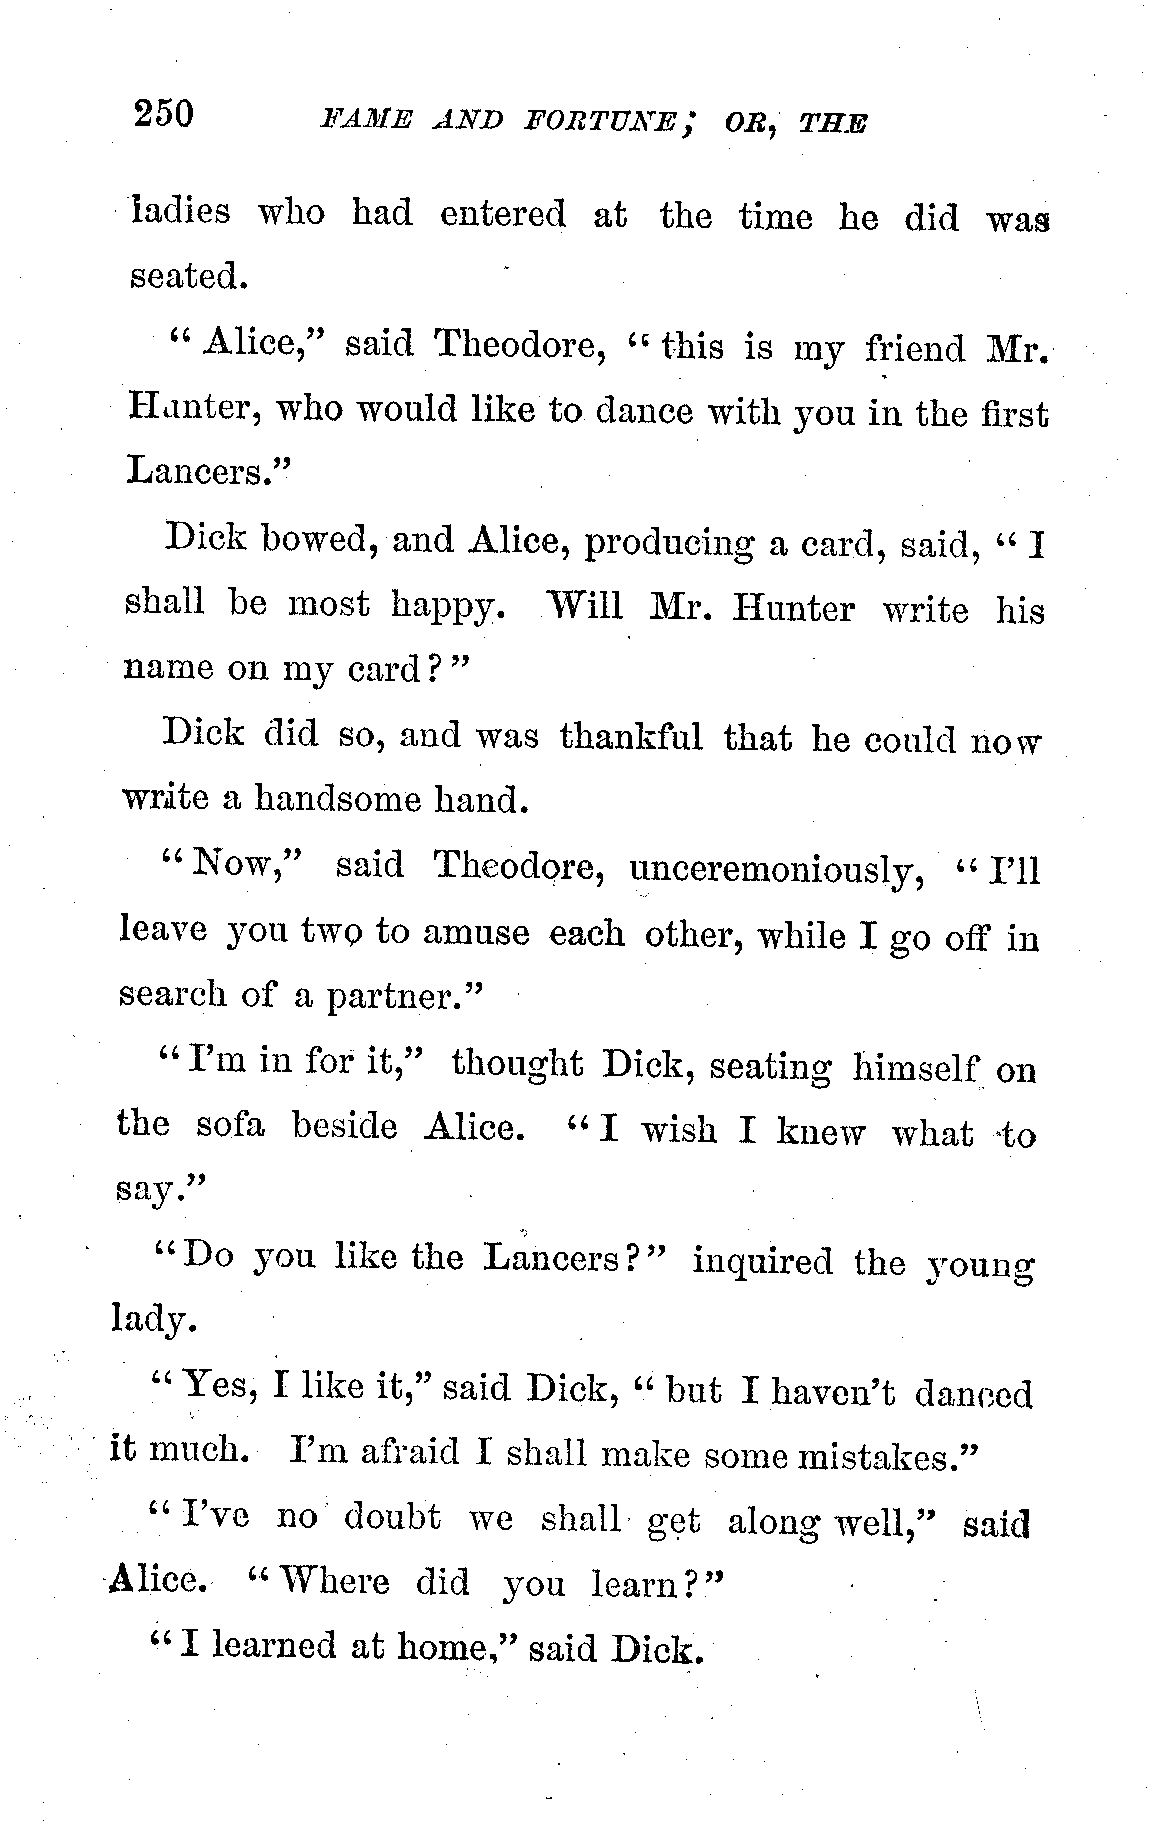 250 FAME AND FORTUNE; OR, THE
ladies who had entered at the time he did was
seated.
“Alice,” said Theodore, “this is my friend Mr.
Hunter, who would like to dance with you in the first
Lancers.”
Dick bowed, and Alice, producing a card, said, “I
shall be most happy. Will Mr. Hunter write his
name on my card?”
Dick did so, and was thankful that he could now
write a handsome hand.
“Now,” said Theodore, unceremoniously, “I’ll
leave you two to amuse each other, while I go off in
search of a partner.”
“I’m in for it,” thought Dick, seating himself on
the sofa beside Alice. “I wish I knew what to
say.”
“Do you like the Lancers?” inquired the young
lady.
“Yes, I like it,” said Dick, “but I haven’t danced
it much. I’m afraid I shall make some mistakes.”
“I’ve no doubt we shall get along well,” said
Alice. “Where did you learn?”
“I learned at home,” said Dick.